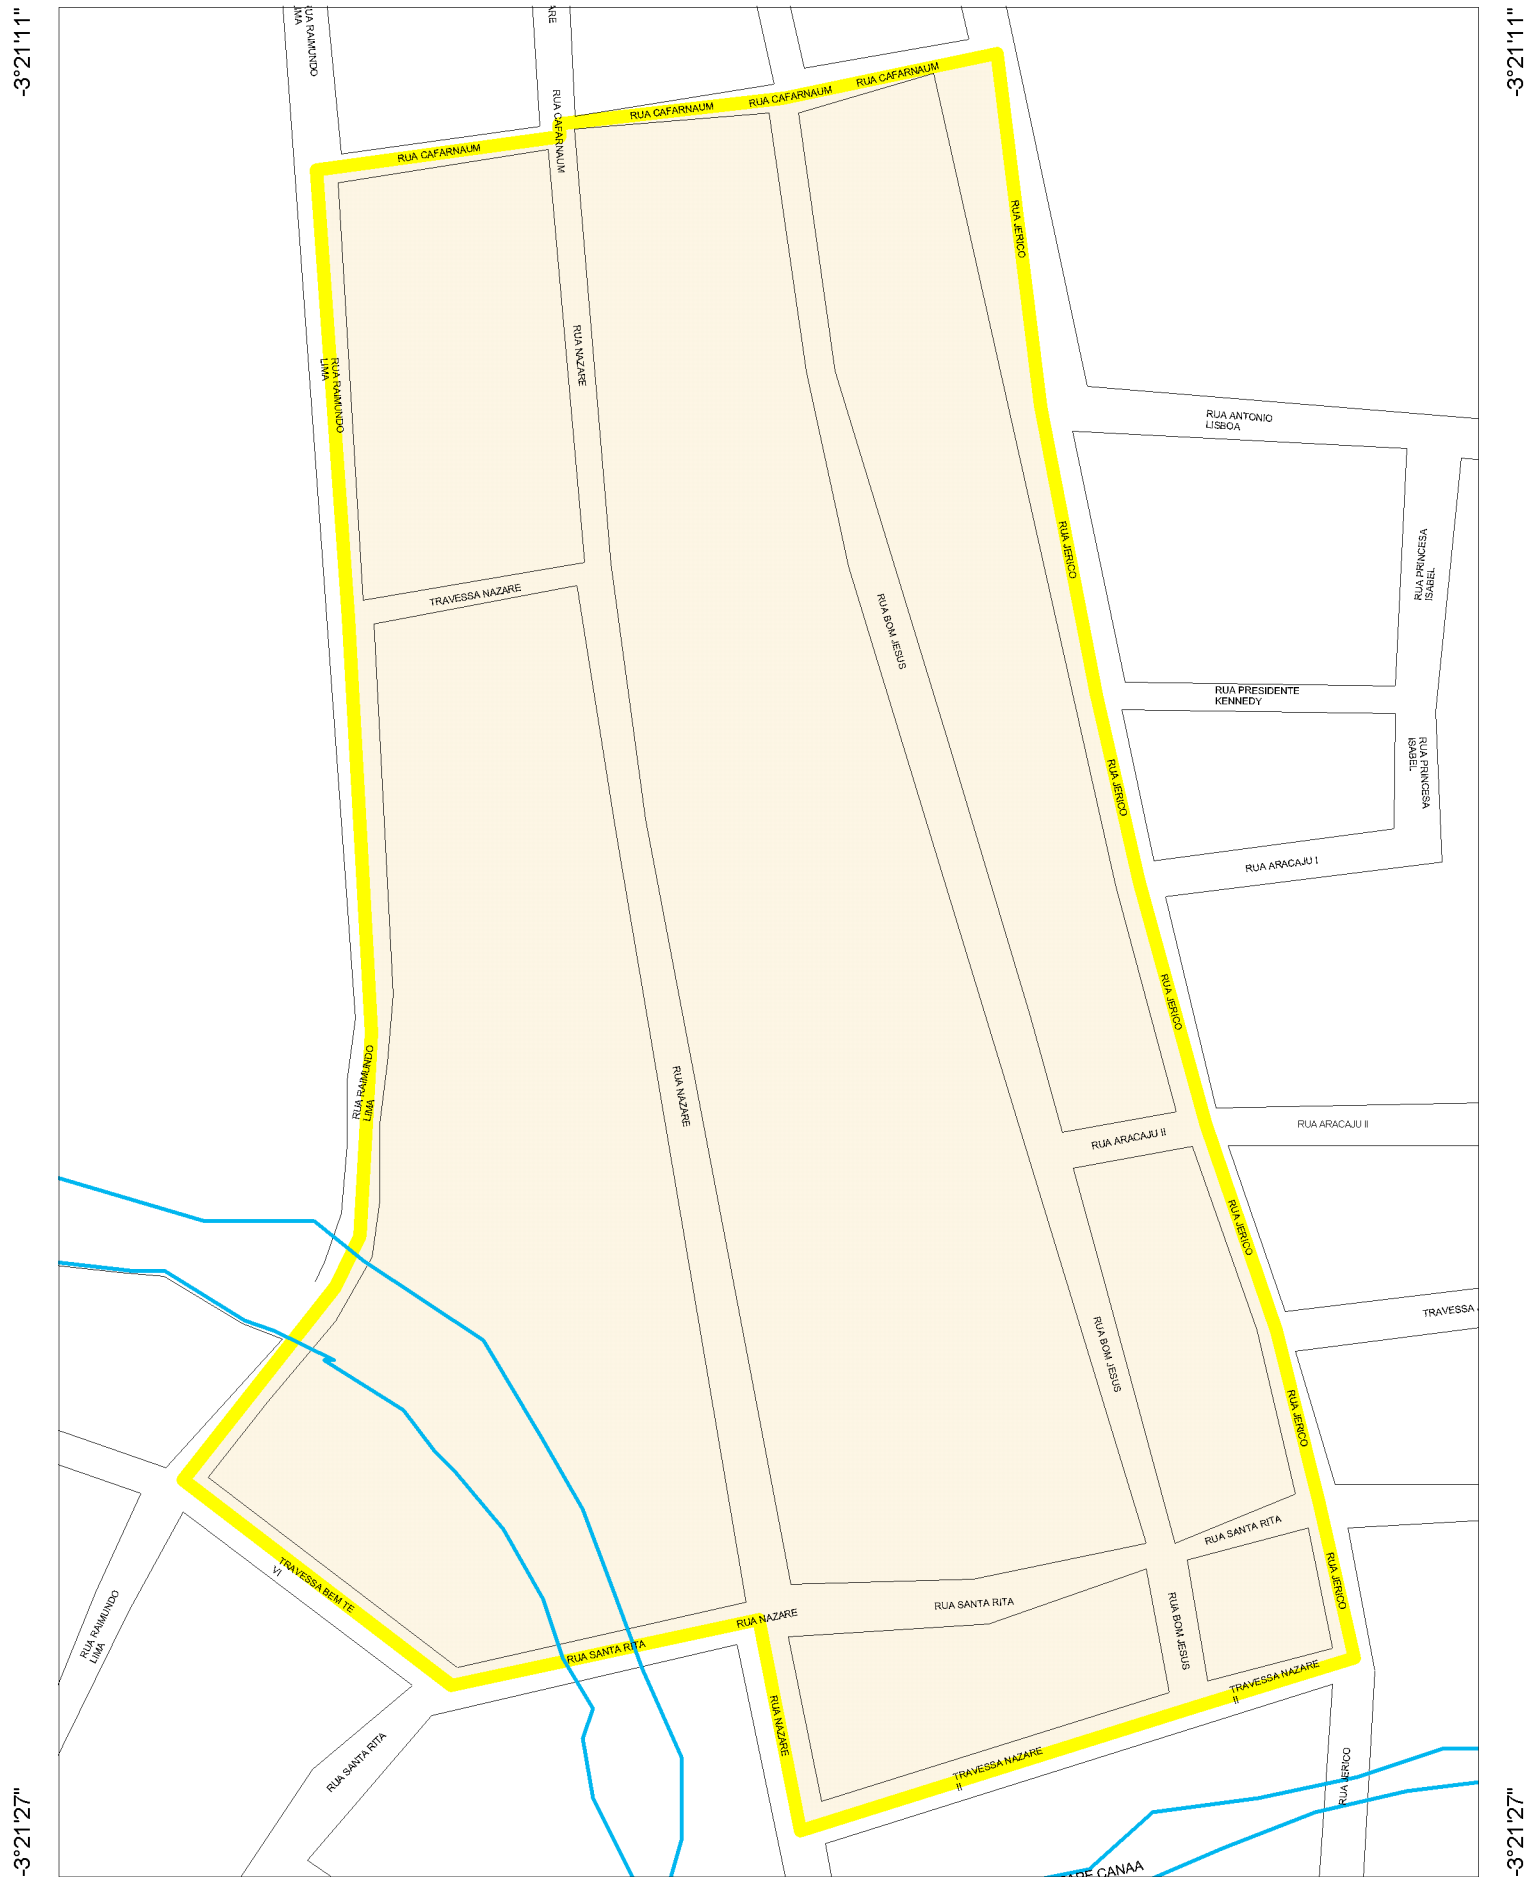 -3°21'11"
-3°21'11"
RUA RAIMUNDO
LIMA
RUA CAFARNAUM
RUA CAFARNAUM
RUA CAFARNAUM
RUA CAFARNAUM
RUA CAFARNAUM
RUA JERICO
RUA RAIMUNDO
LIMA
RUA NAZARE
RUA ANTONIO
LISBOA
RUA JERICO
RUA PRINCESA
ISABEL
TRAVESSA NAZARE
RUA BOM JESUS
RUA PRESIDENTE
KENNEDY
RUA JERICO
RUA PRINCESA
ISABEL
RUA ARACAJU I
RUA JERICO
RUA RAIMUNDO
LIMA
RUA NAZARE
RUA ARACAJU II
RUA ARACAJU II
RUA JERICO
TRAVESSA
RUA BOM JESUS
RUA JERICO
RUA SANTA RITA
TRAVESSA BEM TE
VI
RUA JERICO
RUA RAIMUNDO
LIMA
RUA NAZARE
RUA SANTA RITA
RUA SANTA RITA
RUA BOM JESUS
TRAVESSA NAZARE
II
RUA NAZARE
TRAVESSA NAZARE
II
RUA SANTA RITA
RUA JERICO
-3°21'27"
-3°21'27"
CANAA